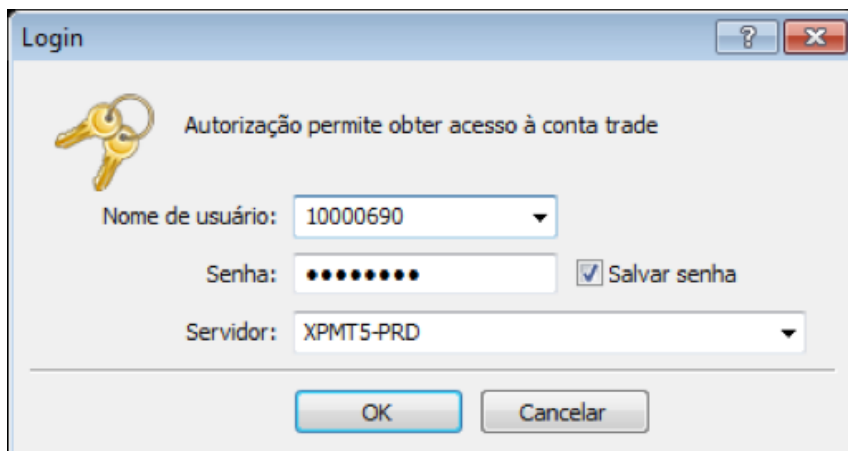 Login
Autorização permite obter acesso à conta trade
Nome de usuário: 10000690
Senha: ●●●●●●●● Salvar senha
Servidor: XPMT5-PRD
OK Cancelar